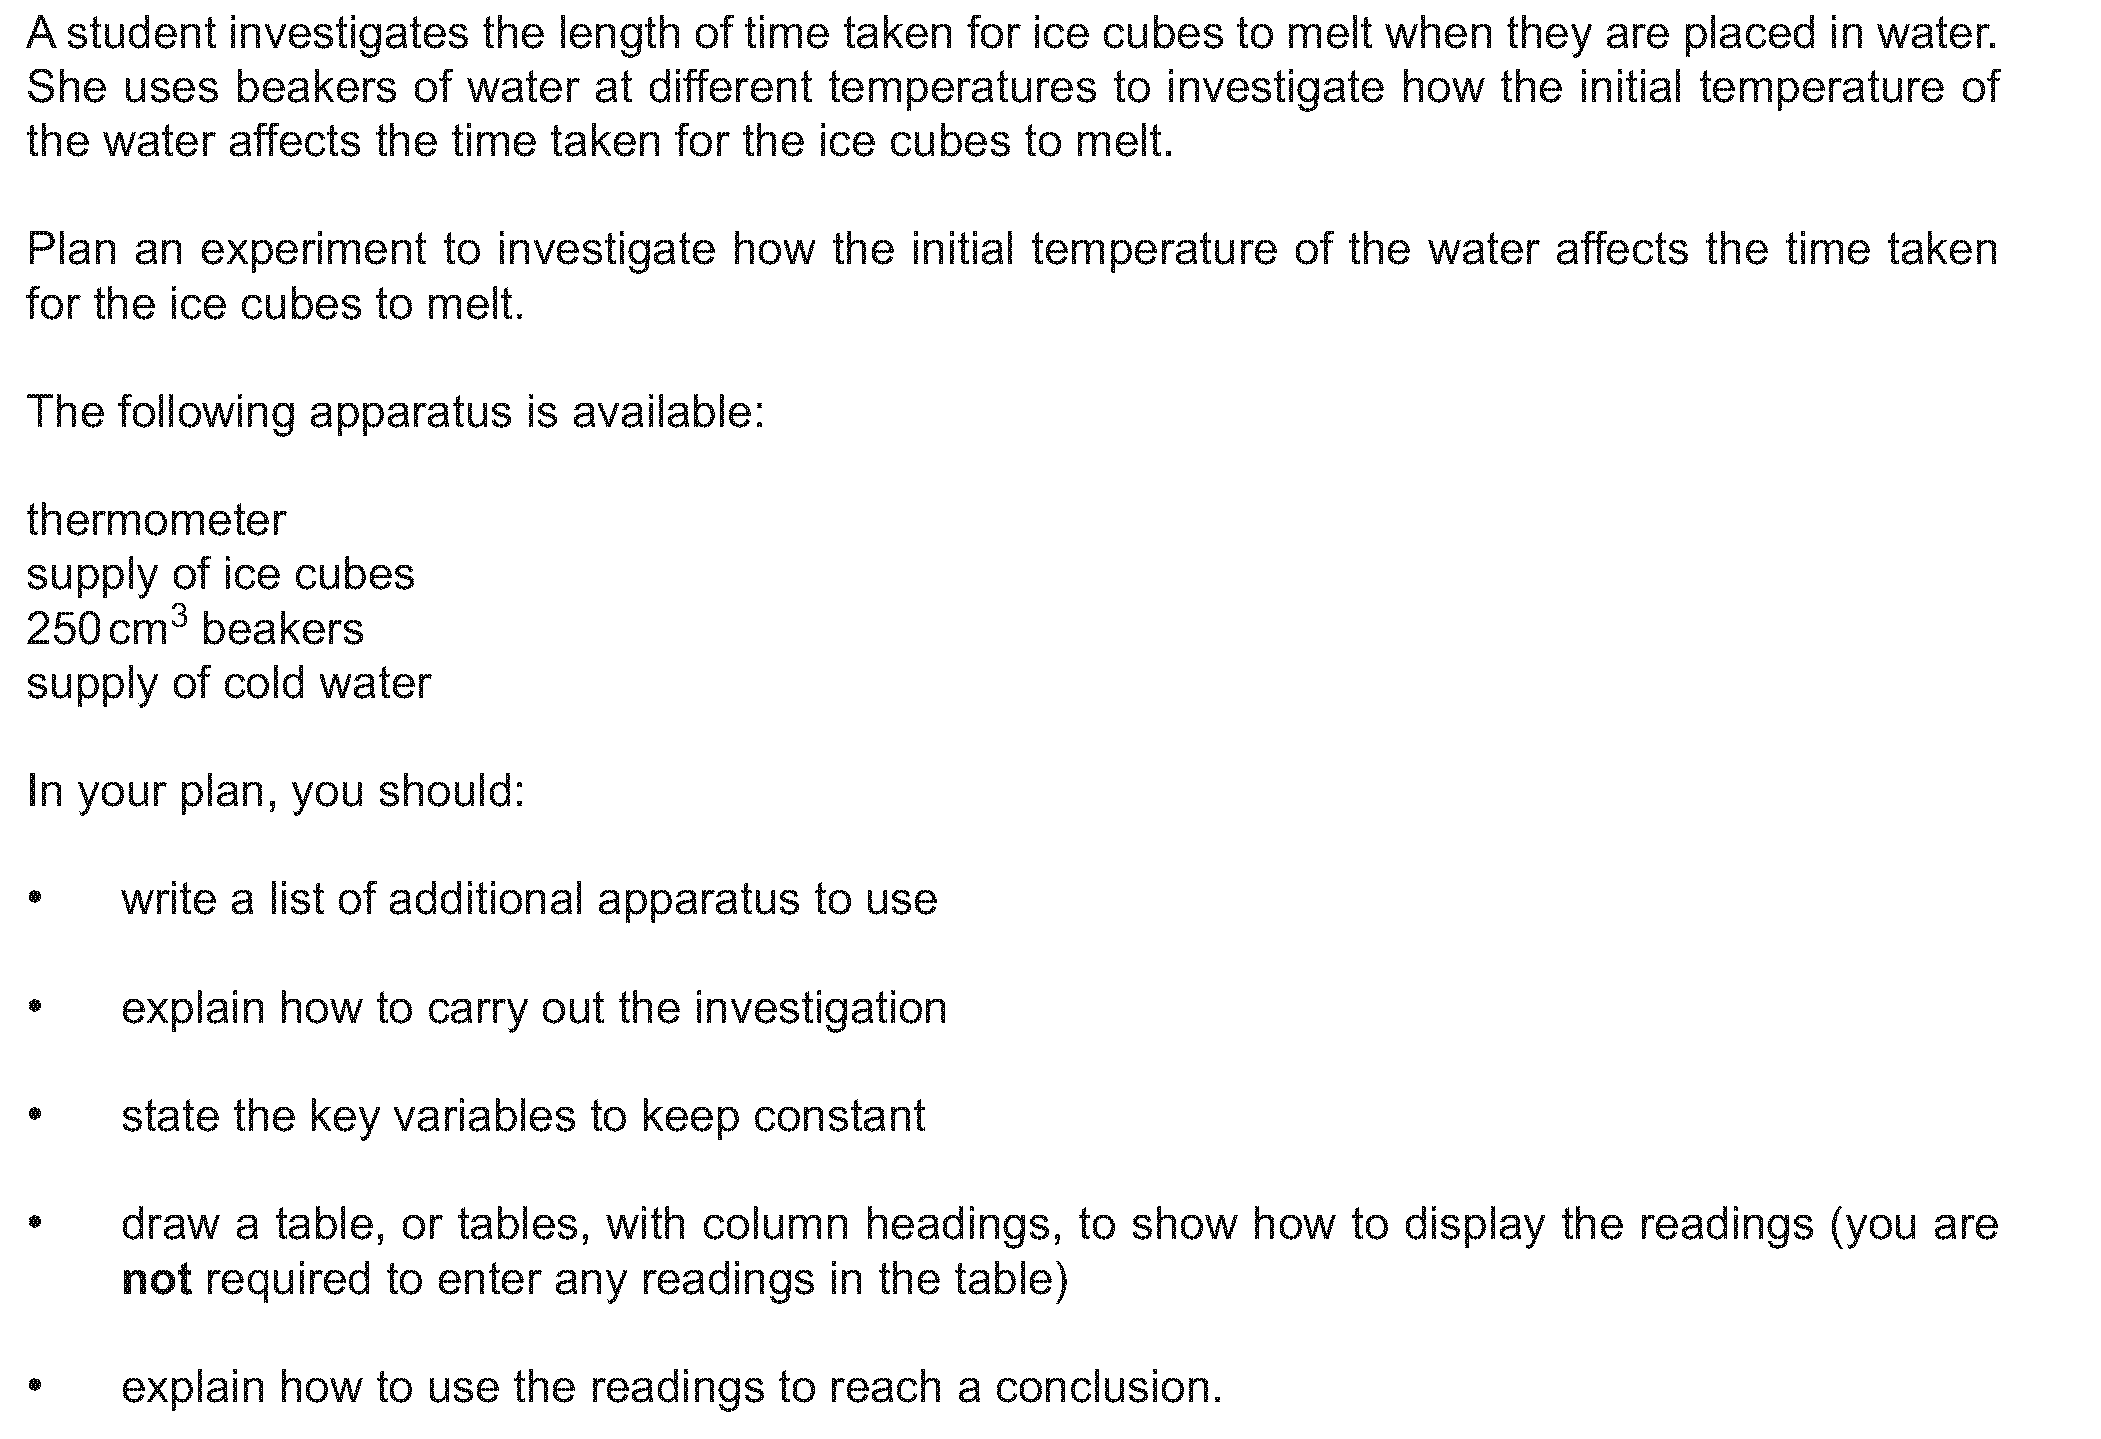 A student investigates the length of time taken for ice cubes to melt when they are placed in water.
She uses beakers of water at different temperatures to investigate how the initial temperature of
the water affects the time taken for the ice cubes to melt.
Plan an experiment to investigate how the initial temperature of the water affects the time taken
for the ice cubes to melt.
The following apparatus is available:
thermometer
supply of ice cubes
250 cm³ beakers
supply of cold water
In your plan, you should:
• write a list of additional apparatus to use
• explain how to carry out the investigation
• state the key variables to keep constant
• draw a table, or tables, with column headings, to show how to display the readings (you are
not required to enter any readings in the table)
• explain how to use the readings to reach a conclusion.